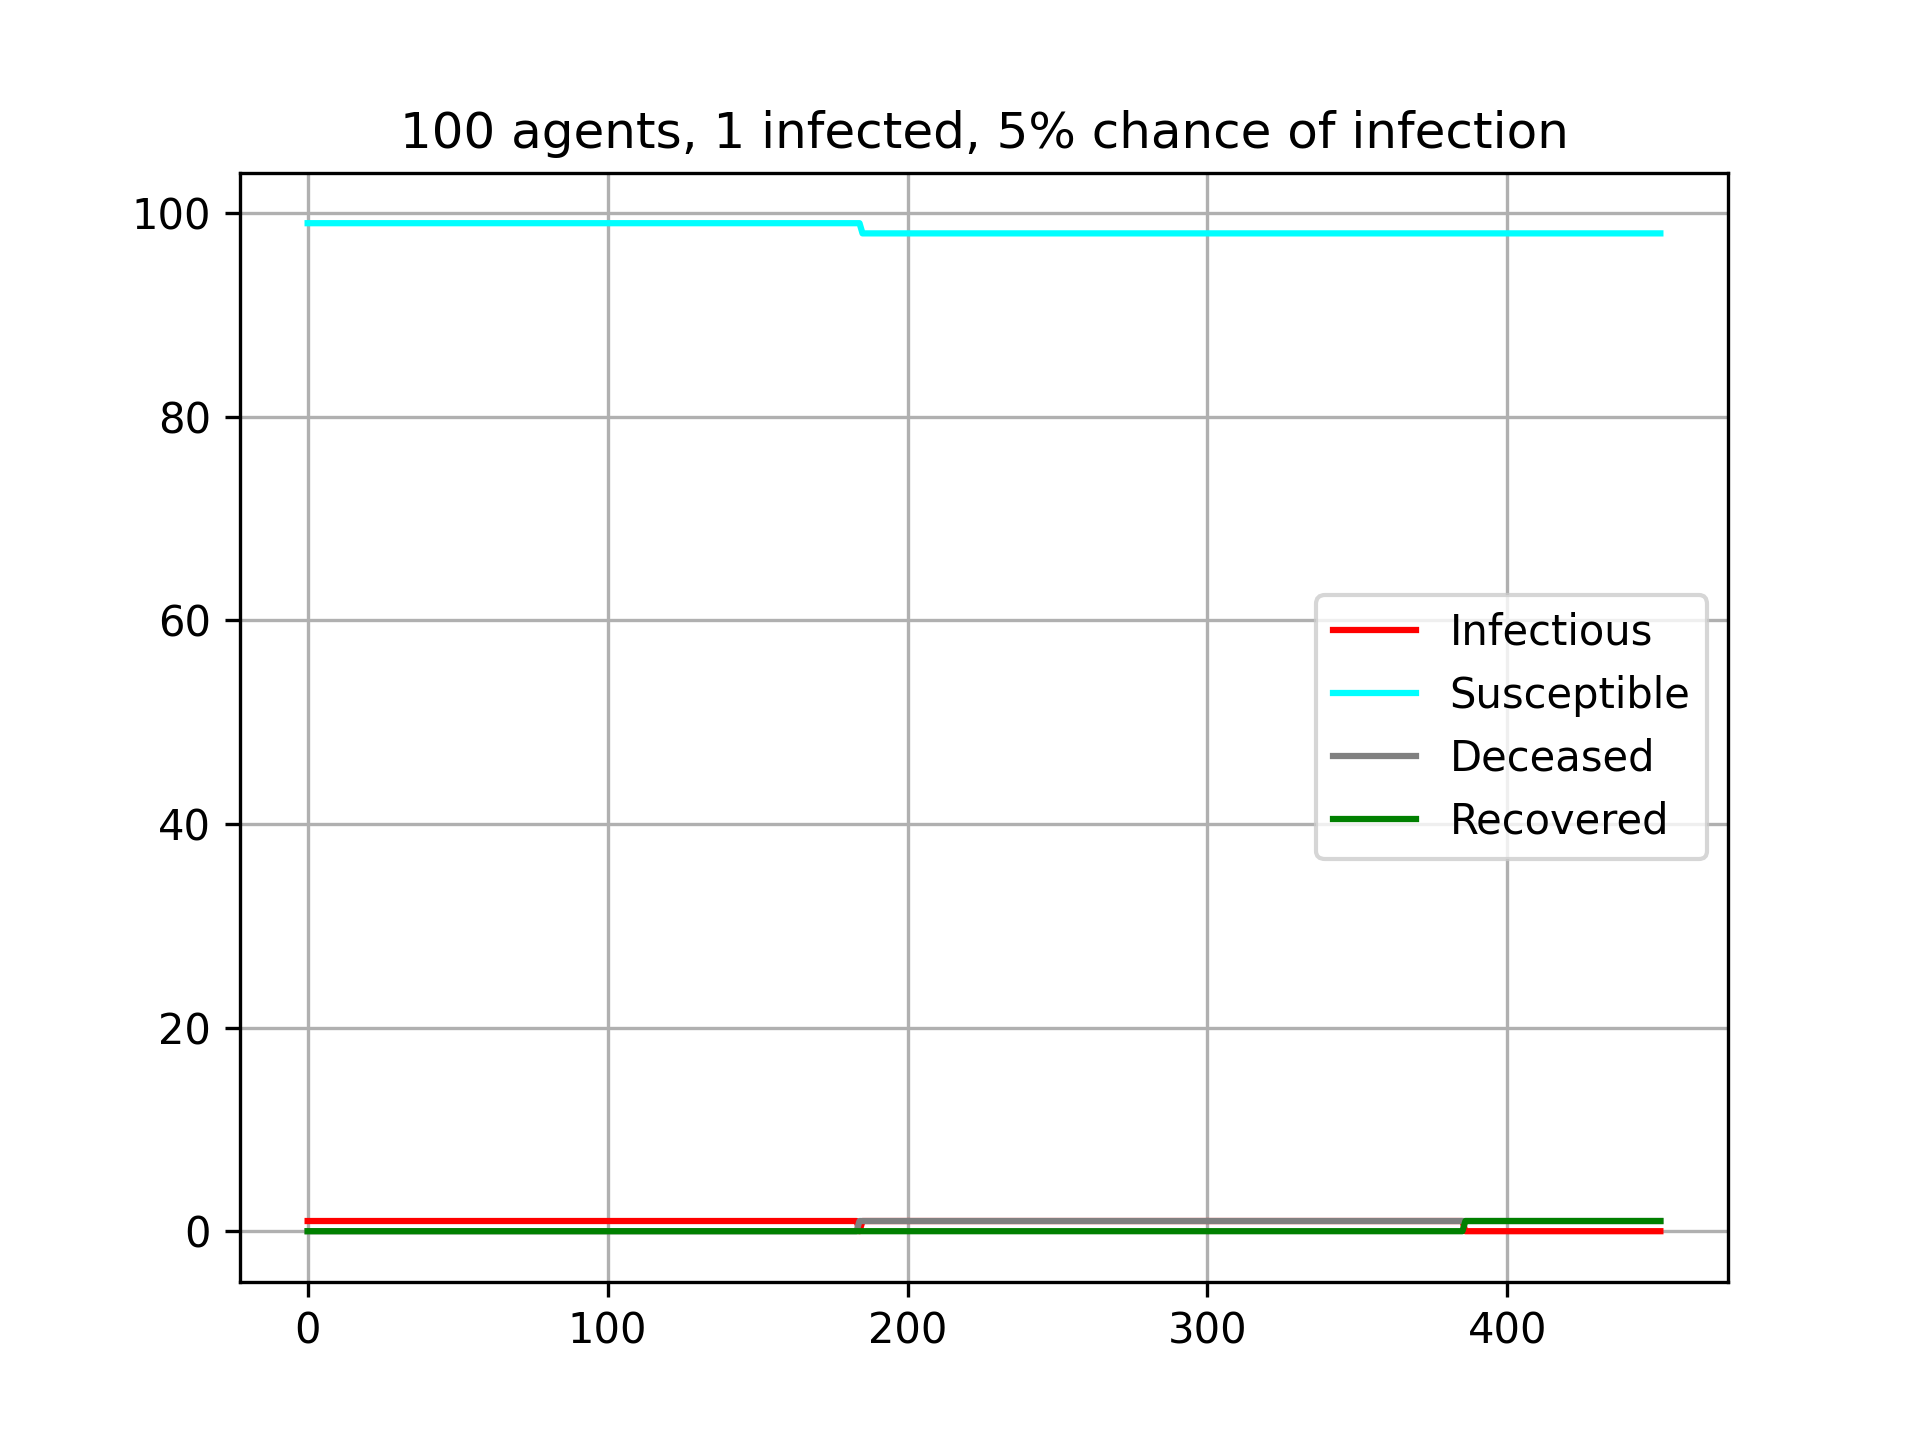 100 agents, 1 infected, 5% chance of infection
100
80
60
40
20
0
Infectious
Susceptible
Deceased
Recovered
0 100 200 300 400